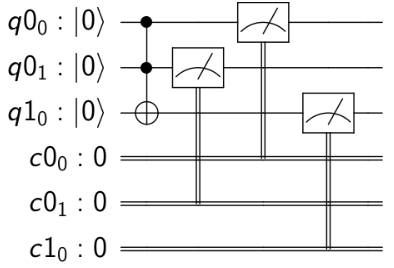 q0₀ : |0⟩
q0₁ : |0⟩
q1₀ : |0⟩
c0₀ : 0
c0₁ : 0
c1₀ : 0